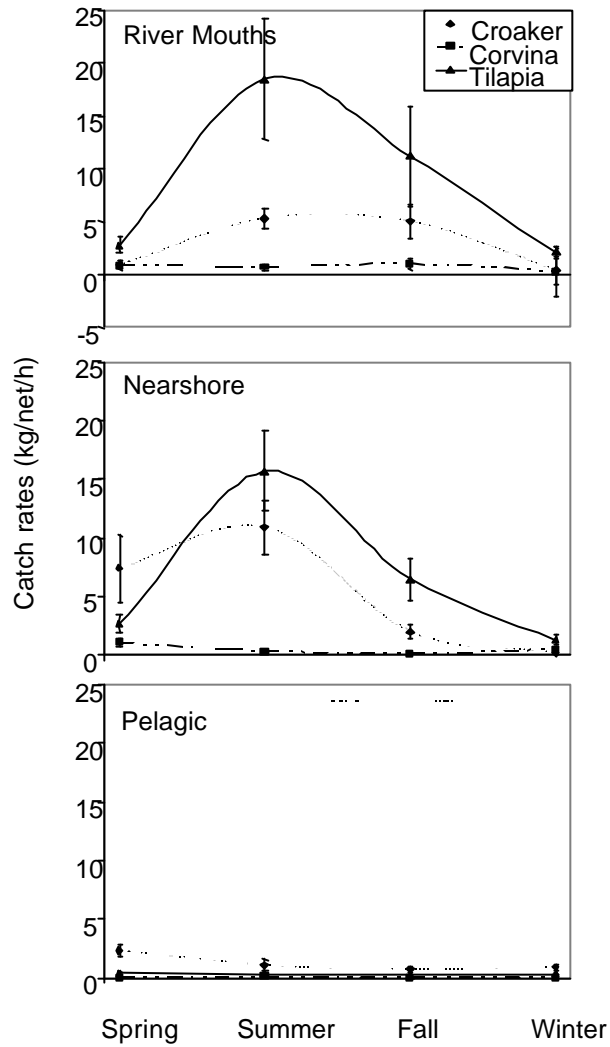 River Mouths
Croaker
Corvina
Tilapia
25
20
15
10
5
0
-5
Catch rates (kg/net/h)
Nearshore
25
20
15
10
5
0
Pelagic
25
20
15
10
5
0
Spring Summer Fall Winter